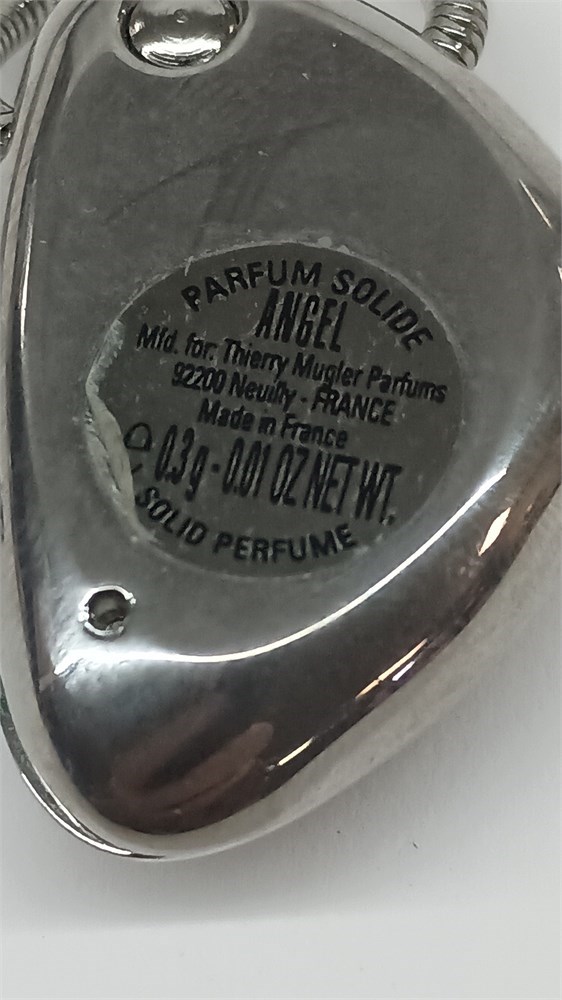 PARFUM SOLIDE
ANGEL
Mfd. for: Thierry Mugler Parfums
92200 Neuilly - FRANCE
Made in France
e 0.3 g - 0.01 OZ NET WT.
SOLID PERFUME